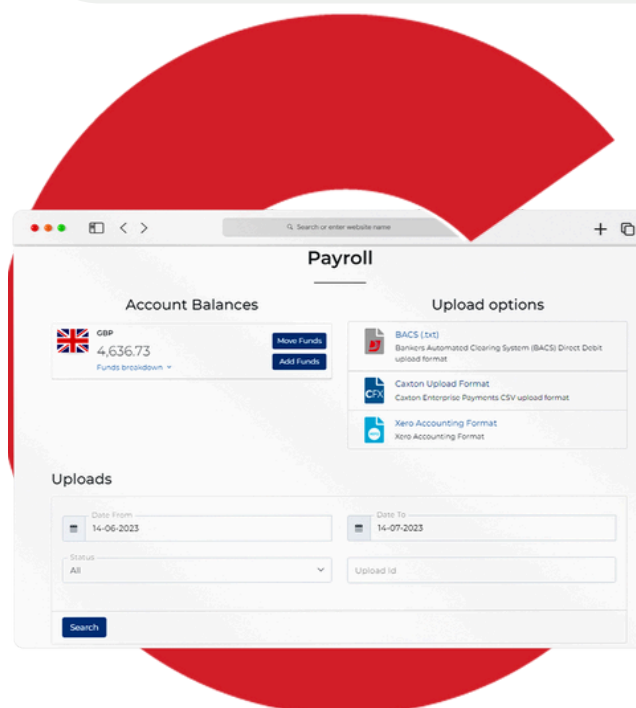 Search or enter website name
Payroll
Account Balances
GBP
4,636.73
Funds breakdown
Move Funds
Add Funds
Upload options
BACS (.txt)
Bankers Automated Clearing System (BACS) Direct Debit
upload format
CFX
Caxton Upload Format
Caxton Enterprise Payments CSV upload format
Xero Accounting Format
Xero Accounting Format
Uploads
Date From
14-06-2023
Date To
14-07-2023
Status
All
Upload Id
Search